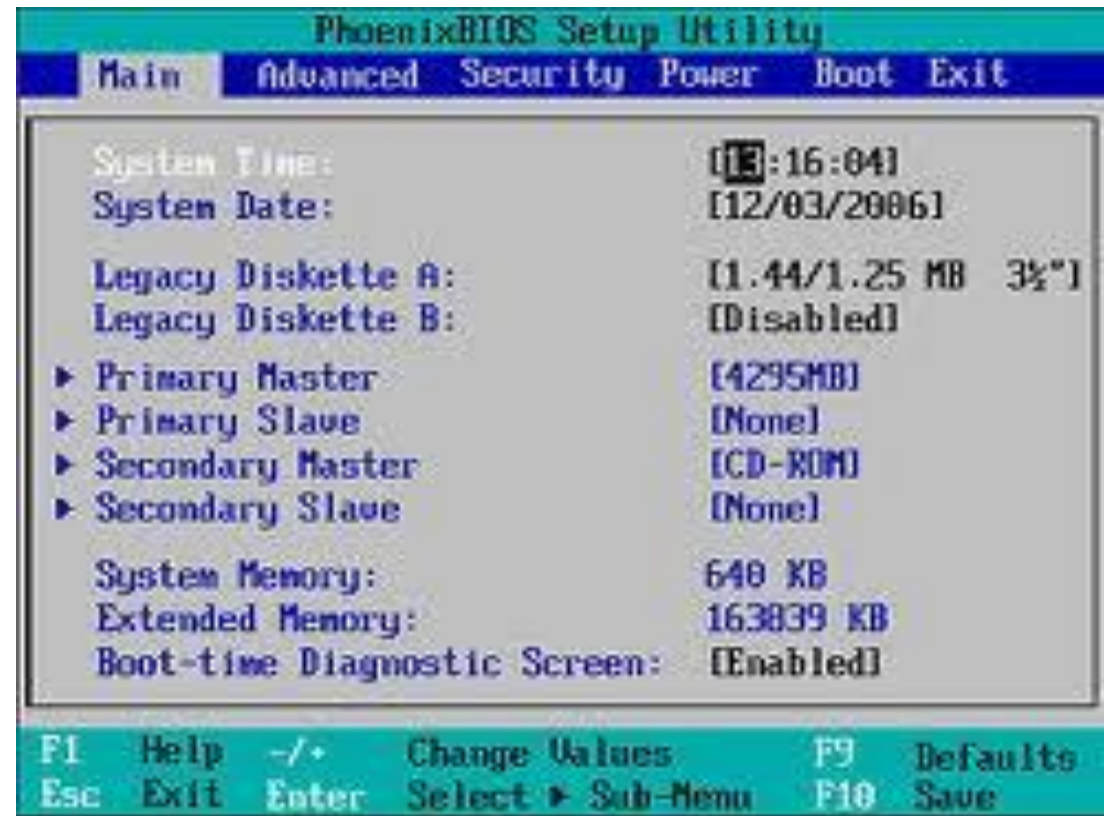 PhoenixBIOS Setup Utility
Main Advanced Security Power Boot Exit
System Time: [13:16:04]
System Date: [12/03/2006]
Legacy Diskette A: [1.44/1.25 MB 3½"]
Legacy Diskette B: [Disabled]
▶ Primary Master [4295MB]
▶ Primary Slave [None]
▶ Secondary Master [CD-ROM]
▶ Secondary Slave [None]
System Memory: 640 KB
Extended Memory: 163839 KB
Boot-time Diagnostic Screen: [Enabled]
F1 Help -/+ Change Values F9 Defaults
Esc Exit Enter Select ▶ Sub-Menu F10 Save